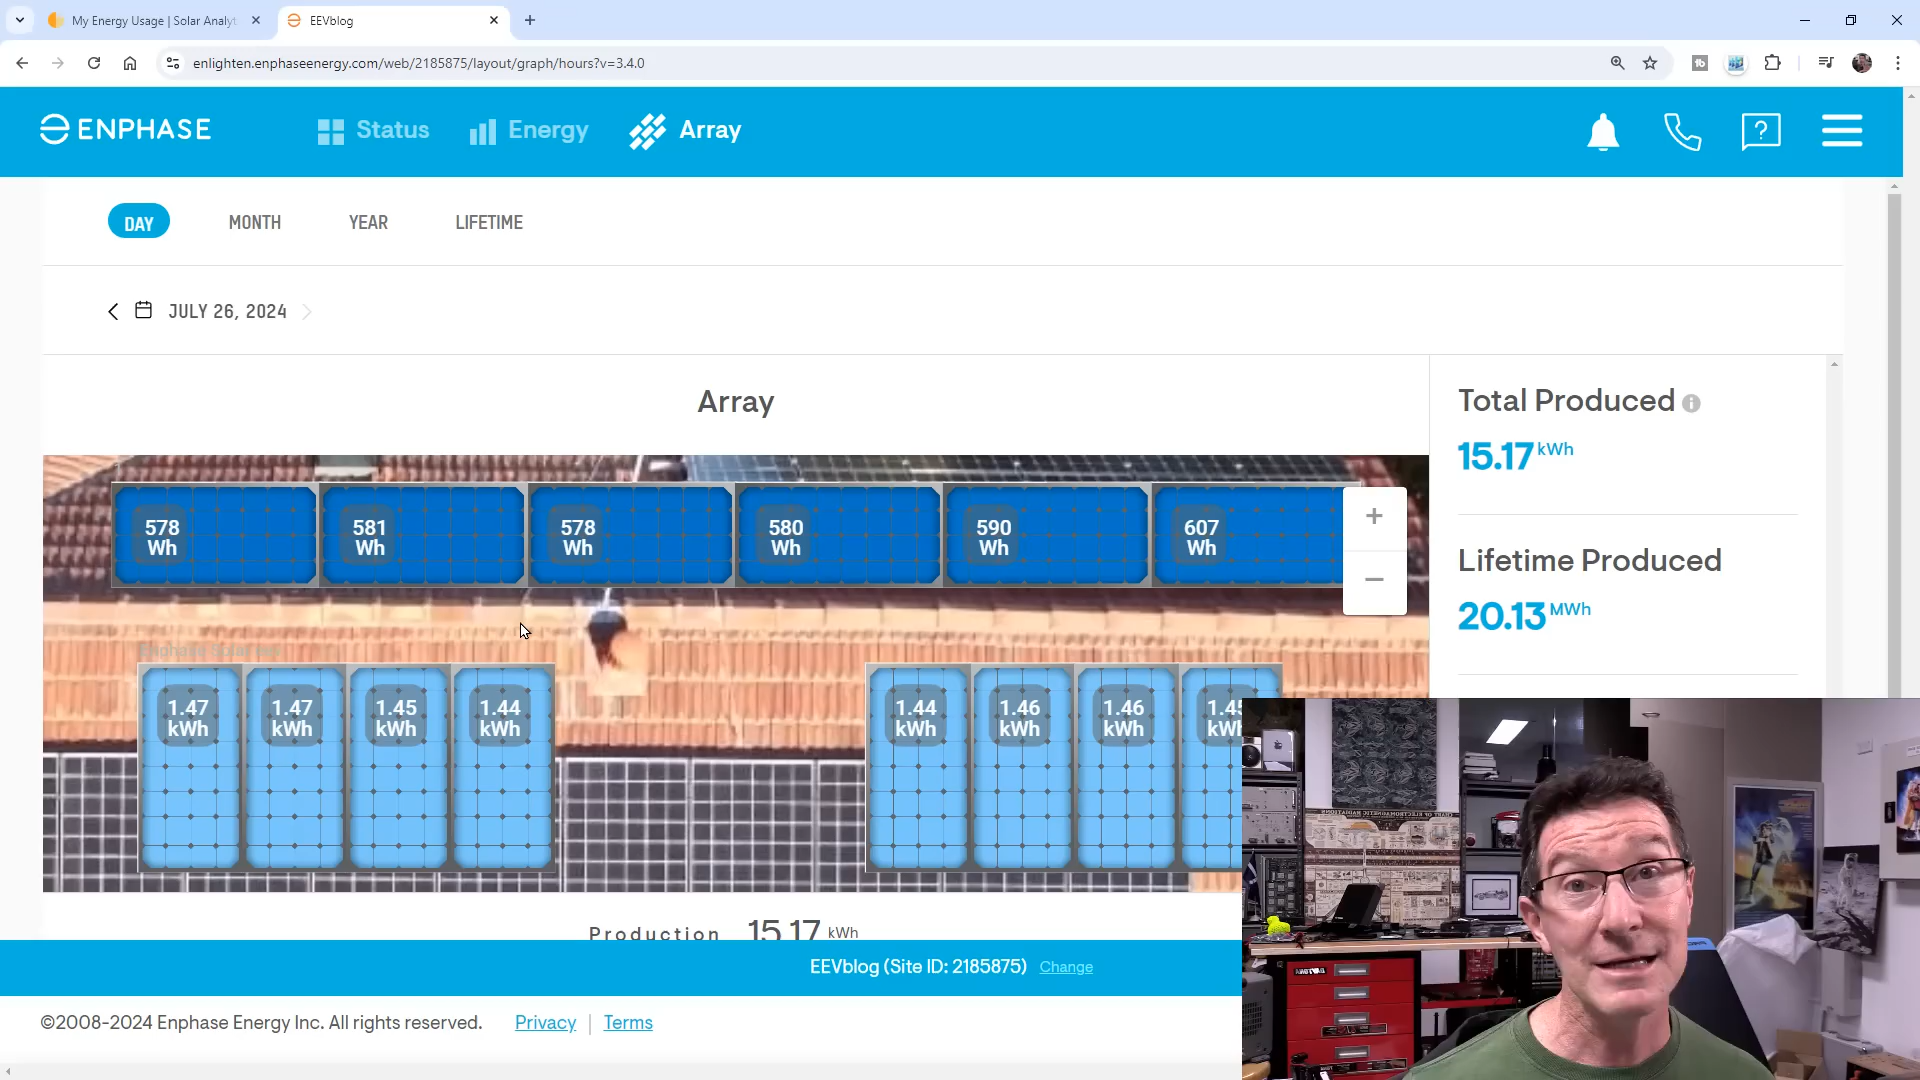 My Energy Usage | Solar Analyt
EEVblog
enlighten.enphaseenergy.com/web/2185875/layout/graph/hours?v=3.4.0
ENPHASE
Status
Energy
Array
DAY
MONTH
YEAR
LIFETIME
JULY 26, 2024
Array
578 Wh
581 Wh
578 Wh
580 Wh
590 Wh
607 Wh
+
−
Total Produced
15.17 kWh
Lifetime Produced
20.13 MWh
1.47 kWh
1.47 kWh
1.45 kWh
1.44 kWh
1.44 kWh
1.46 kWh
1.46 kWh
1.45 kWh
Production 15.17 kWh
EEVblog (Site ID: 2185875) Change
©2008-2024 Enphase Energy Inc. All rights reserved. Privacy | Terms